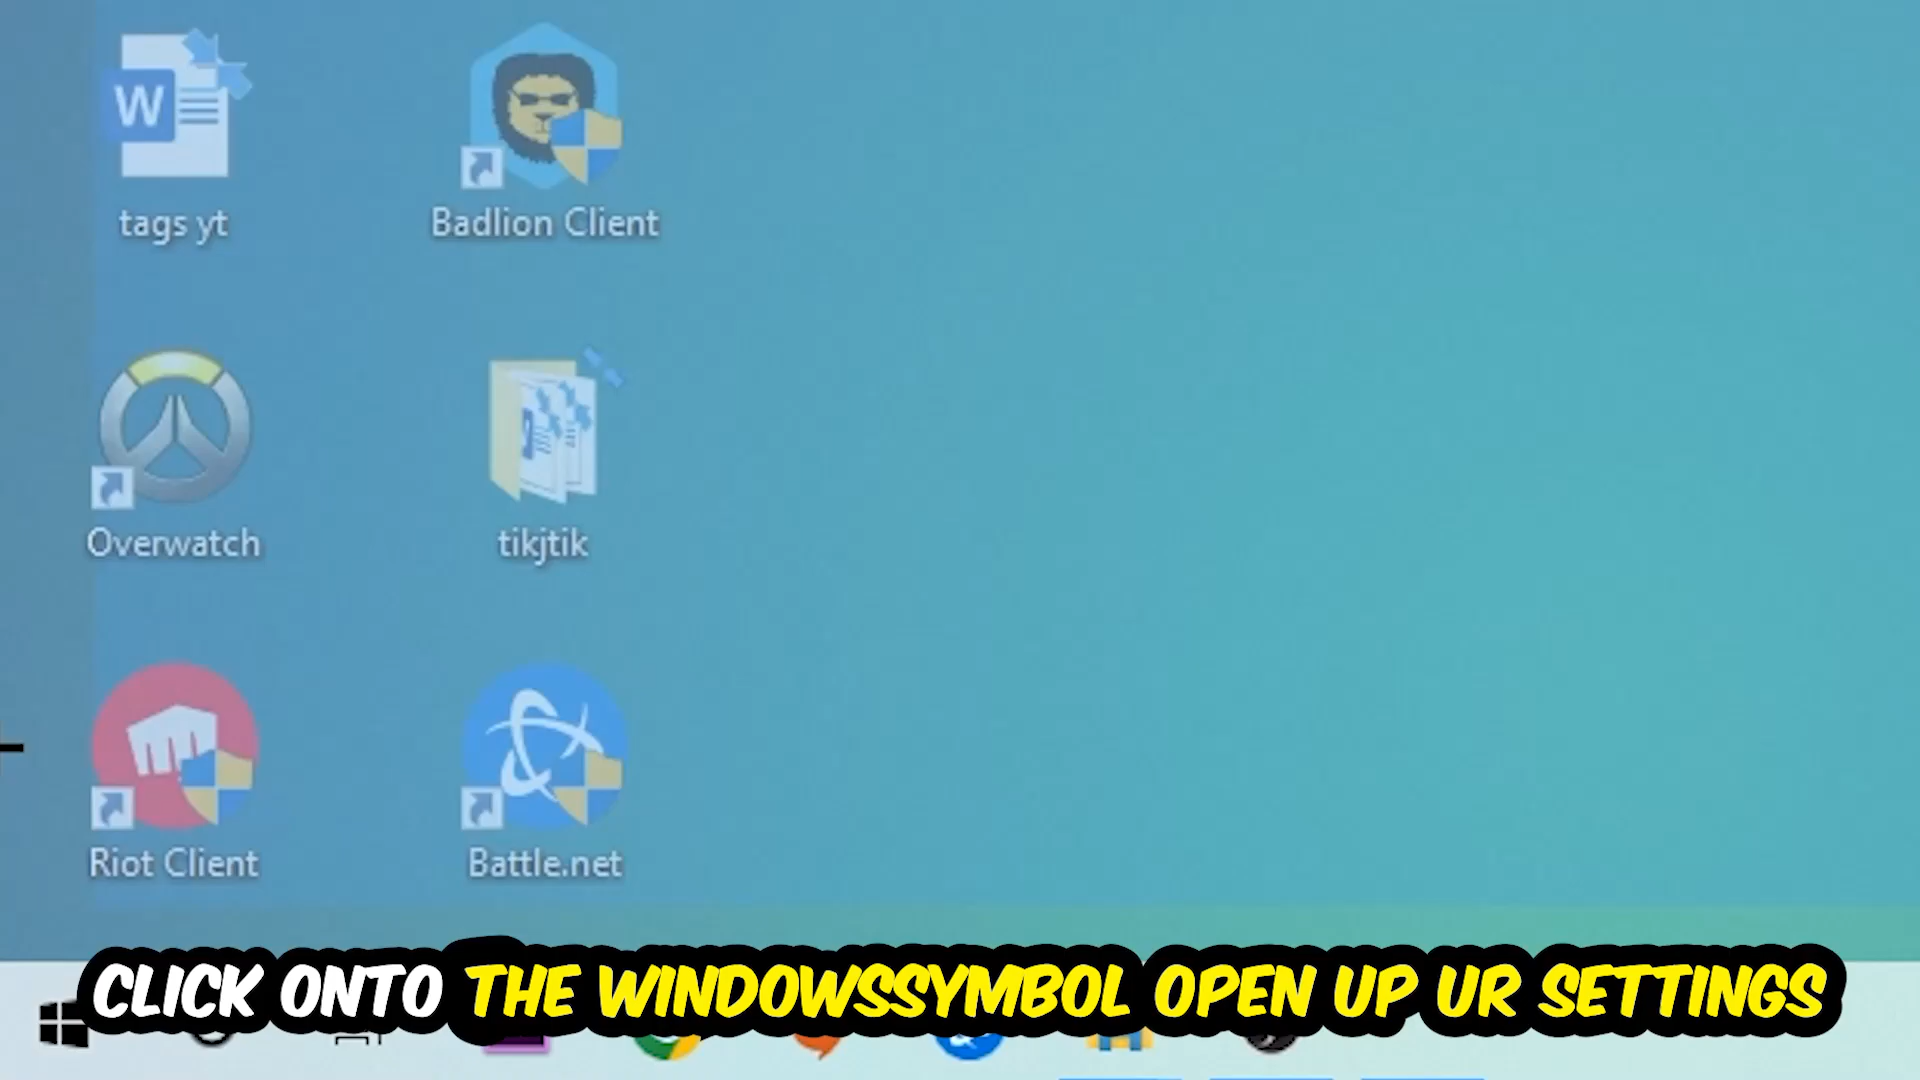 W
tags yt
Badlion Client
Overwatch
tikjtik
Riot Client
Battle.net
CLICK ONTO THE WINDOWSSYMBOL OPEN UP UR SETTINGS